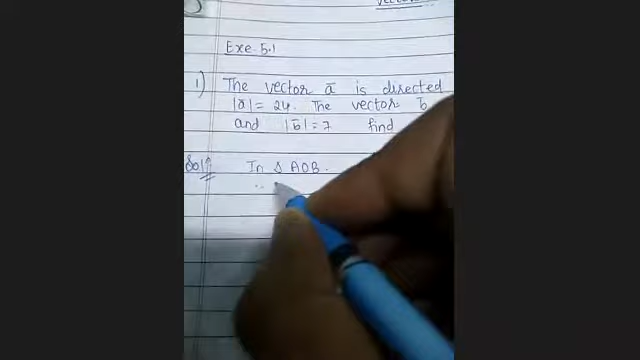 Exe 5.1
1) The vector a̅ is directed
|a̅| = 24. The vector b̅
and |b̅| = 7 find
Sol In Δ AOB.
∴